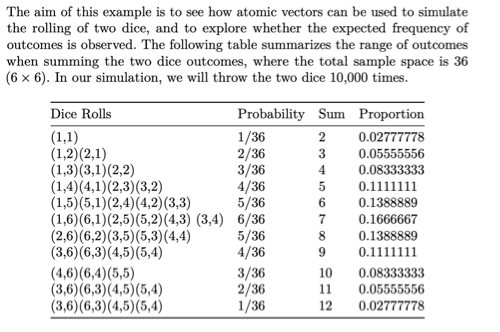 The aim of this example is to see how atomic vectors can be used to simulate
the rolling of two dice, and to explore whether the expected frequency of
outcomes is observed. The following table summarizes the range of outcomes
when summing the two dice outcomes, where the total sample space is 36
(6 × 6). In our simulation, we will throw the two dice 10,000 times.
Dice Rolls Probability Sum Proportion
(1,1) 1/36 2 0.02777778
(1,2)(2,1) 2/36 3 0.05555556
(1,3)(3,1)(2,2) 3/36 4 0.08333333
(1,4)(4,1)(2,3)(3,2) 4/36 5 0.1111111
(1,5)(5,1)(2,4)(4,2)(3,3) 5/36 6 0.1388889
(1,6)(6,1)(2,5)(5,2)(4,3) (3,4) 6/36 7 0.1666667
(2,6)(6,2)(3,5)(5,3)(4,4) 5/36 8 0.1388889
(3,6)(6,3)(4,5)(5,4) 4/36 9 0.1111111
(4,6)(6,4)(5,5) 3/36 10 0.08333333
(3,6)(6,3)(4,5)(5,4) 2/36 11 0.05555556
(3,6)(6,3)(4,5)(5,4) 1/36 12 0.02777778